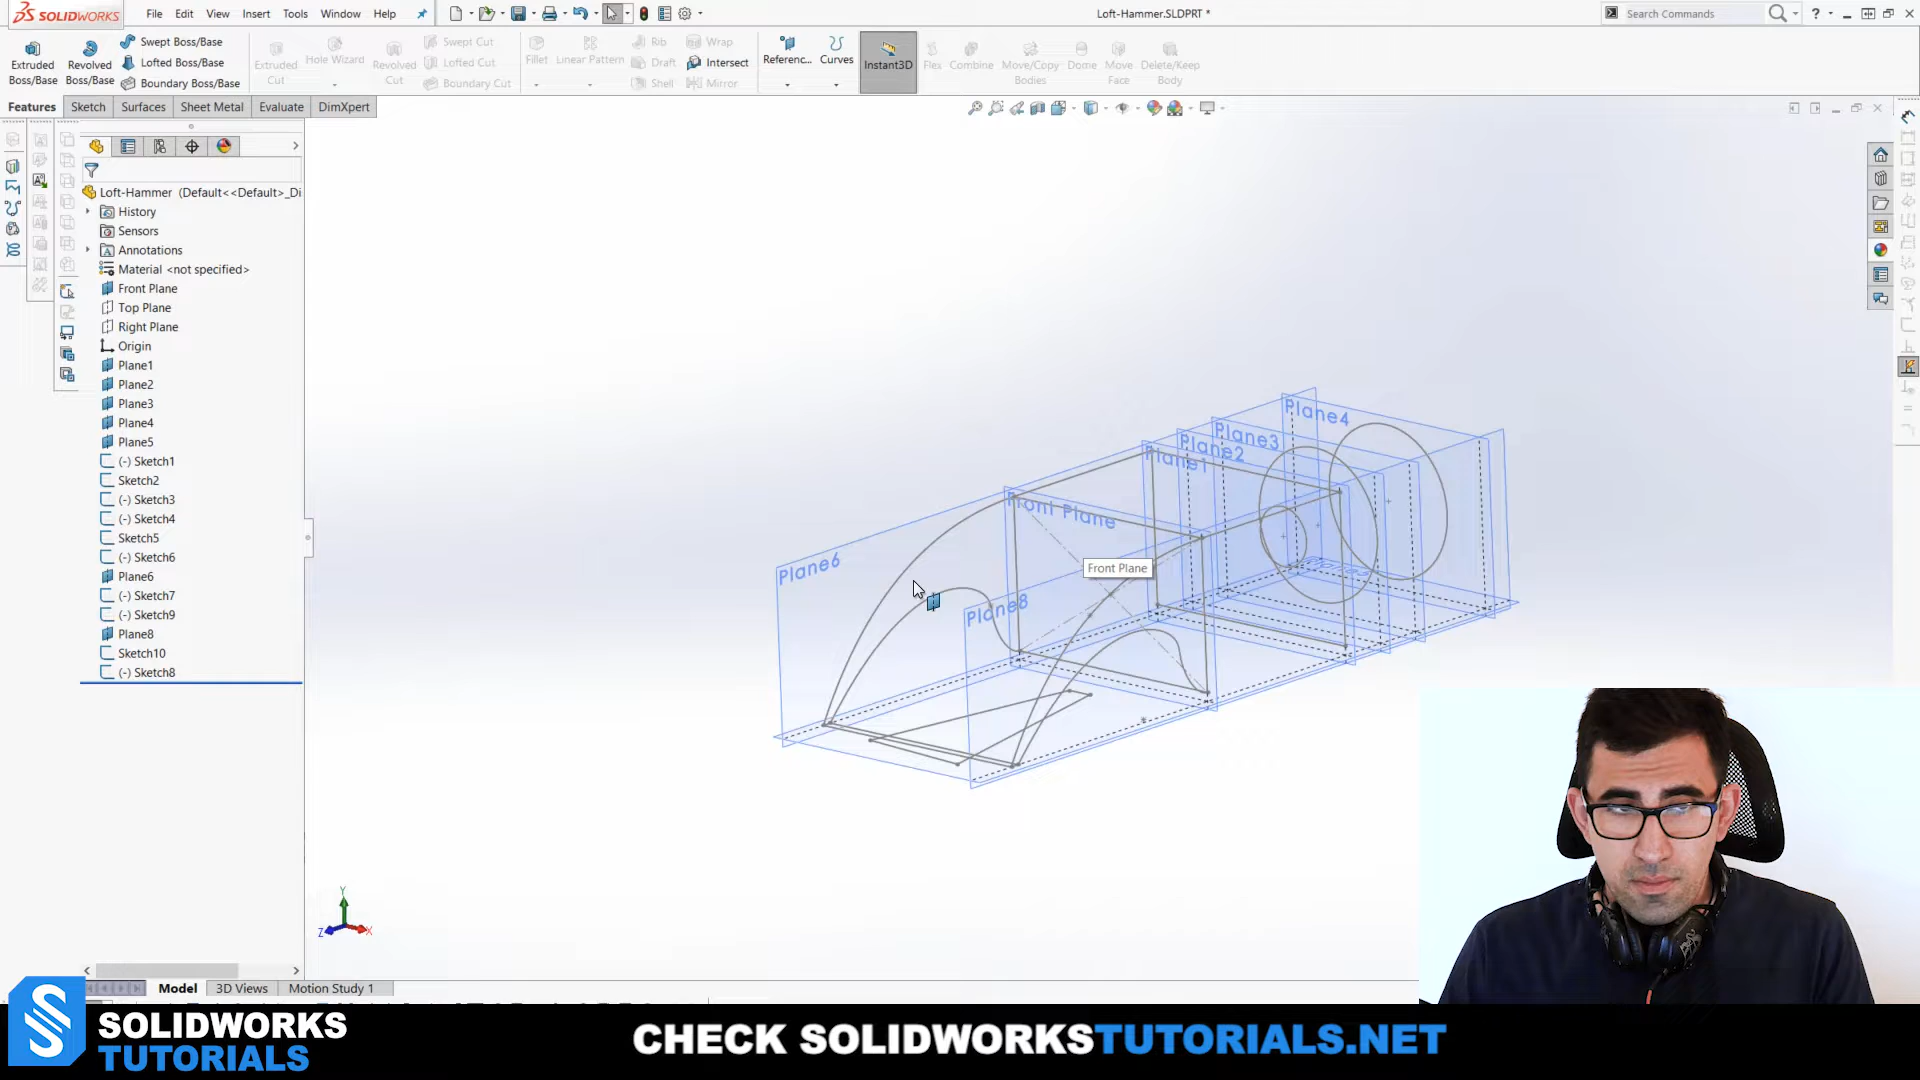 SOLIDWORKS
File Edit View Insert Tools Window Help
Loft-Hammer.SLDPRT *
Search Commands
Extruded Boss/Base
Revolved Boss/Base
Swept Boss/Base
Lofted Boss/Base
Boundary Boss/Base
Extruded Cut
Hole Wizard
Revolved Cut
Swept Cut
Lofted Cut
Boundary Cut
Fillet
Linear Pattern
Rib
Draft
Shell
Wrap
Intersect
Mirror
Referenc...
Curves
Instant3D
Flex
Combine
Move/Copy Bodies
Dome
Move Face
Delete/Keep Body
Features Sketch Surfaces Sheet Metal Evaluate DimXpert
Loft-Hammer (Default<<Default>_Di
History
Sensors
Annotations
Material <not specified>
Front Plane
Top Plane
Right Plane
Origin
Plane1
Plane2
Plane3
Plane4
Plane5
(-) Sketch1
Sketch2
(-) Sketch3
(-) Sketch4
Sketch5
(-) Sketch6
Plane6
(-) Sketch7
(-) Sketch9
Plane8
Sketch10
(-) Sketch8
Plane4
Plane3
Plane2
Plane1
Front Plane
Plane5
Plane6
Front Plane
Plane8
Y
Z
X
Model 3D Views Motion Study 1
SOLIDWORKS
TUTORIALS
CHECK SOLIDWORKSTUTORIALS.NET